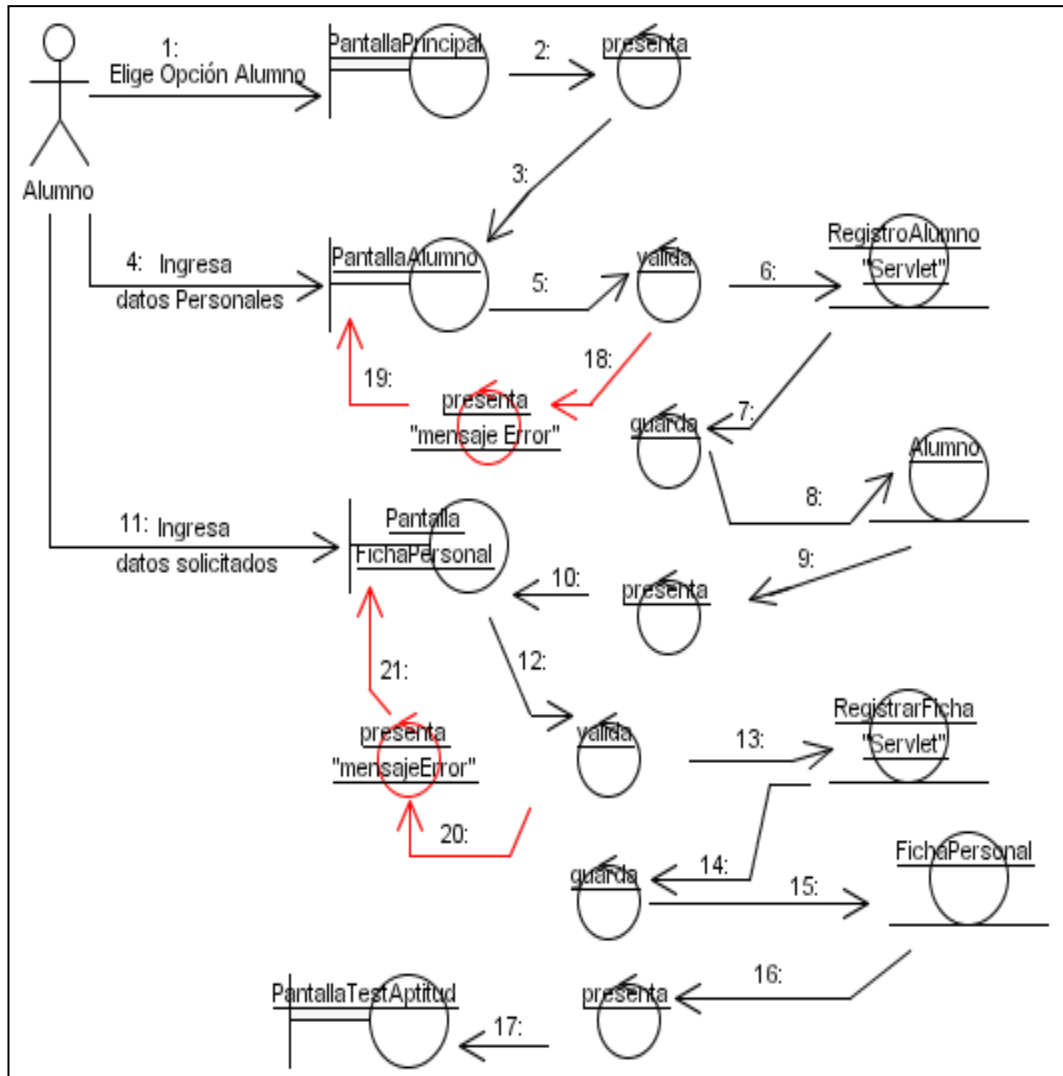 1:
Elige Opción Alumno
PantallaPrincipal
2:
presenta
Alumno
3:
4: Ingresa
datos Personales
PantallaAlumno
5:
valida
6:
RegistroAlumno
"Servlet"
19:
18:
presenta
"mensaje Error"
7:
guarda
Alumno
8:
11: Ingresa
datos solicitados
Pantalla
FichaPersonal
10:
presenta
9:
12:
21:
presenta
"mensajeError"
valida
13:
RegistrarFicha
"Servlet"
20:
14:
guarda
15:
FichaPersonal
16:
PantallaTestAptitud
17:
presenta